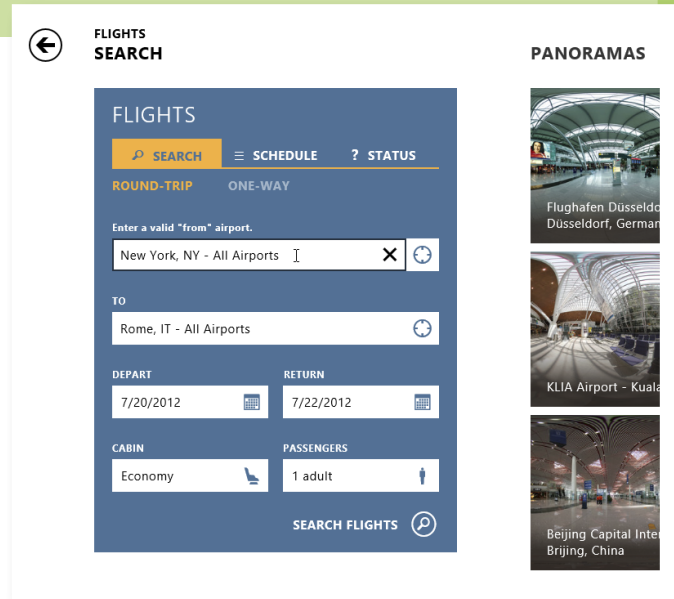 FLIGHTS
SEARCH
PANORAMAS
FLIGHTS
SEARCH
SCHEDULE
? STATUS
ROUND-TRIP
ONE-WAY
Enter a valid "from" airport.
New York, NY - All Airports
TO
Rome, IT - All Airports
DEPART
RETURN
7/20/2012
7/22/2012
CABIN
PASSENGERS
Economy
1 adult
SEARCH FLIGHTS
Flughafen Düsseldo
Düsseldorf, German
KLIA Airport - Kuala
Beijing Capital Inte
Brijing, China